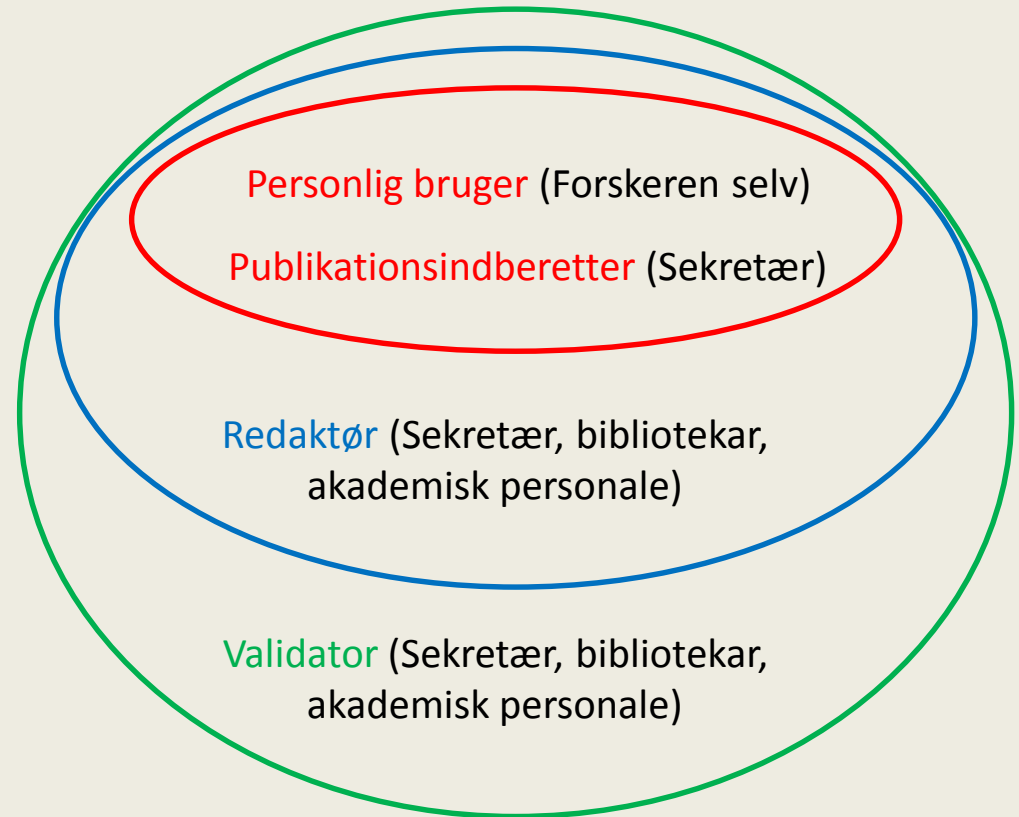 Personlig bruger (Forskeren selv)
Publikationsindberetter (Sekretær)
Redaktør (Sekretær, bibliotekar,
akademisk personale)
Validator (Sekretær, bibliotekar,
akademisk personale)